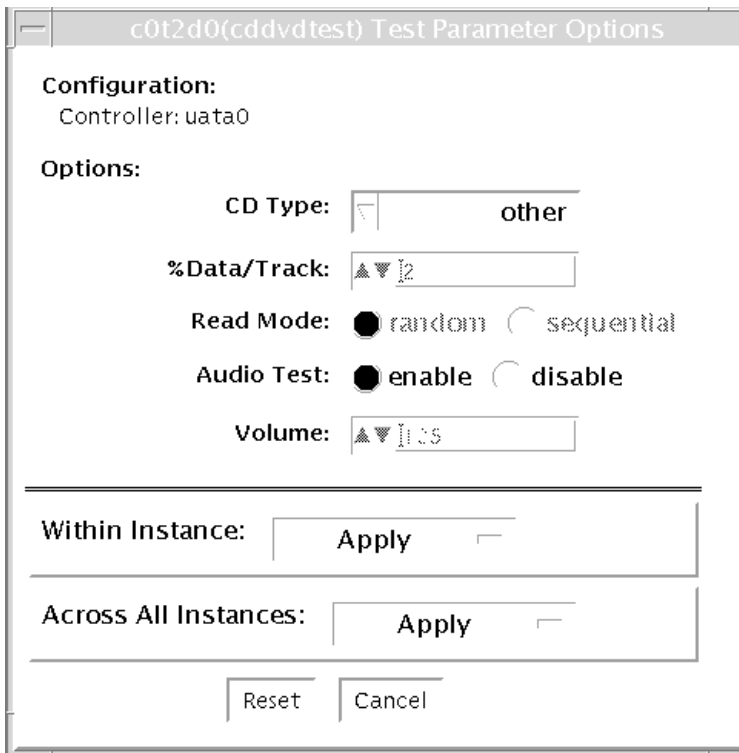 c0t2d0(cddvdtest) Test Parameter Options
Configuration:
Controller: uata0
Options:
CD Type: other
%Data/Track: 2
Read Mode: random sequential
Audio Test: enable disable
Volume:
Within Instance: Apply
Across All Instances: Apply
Reset Cancel